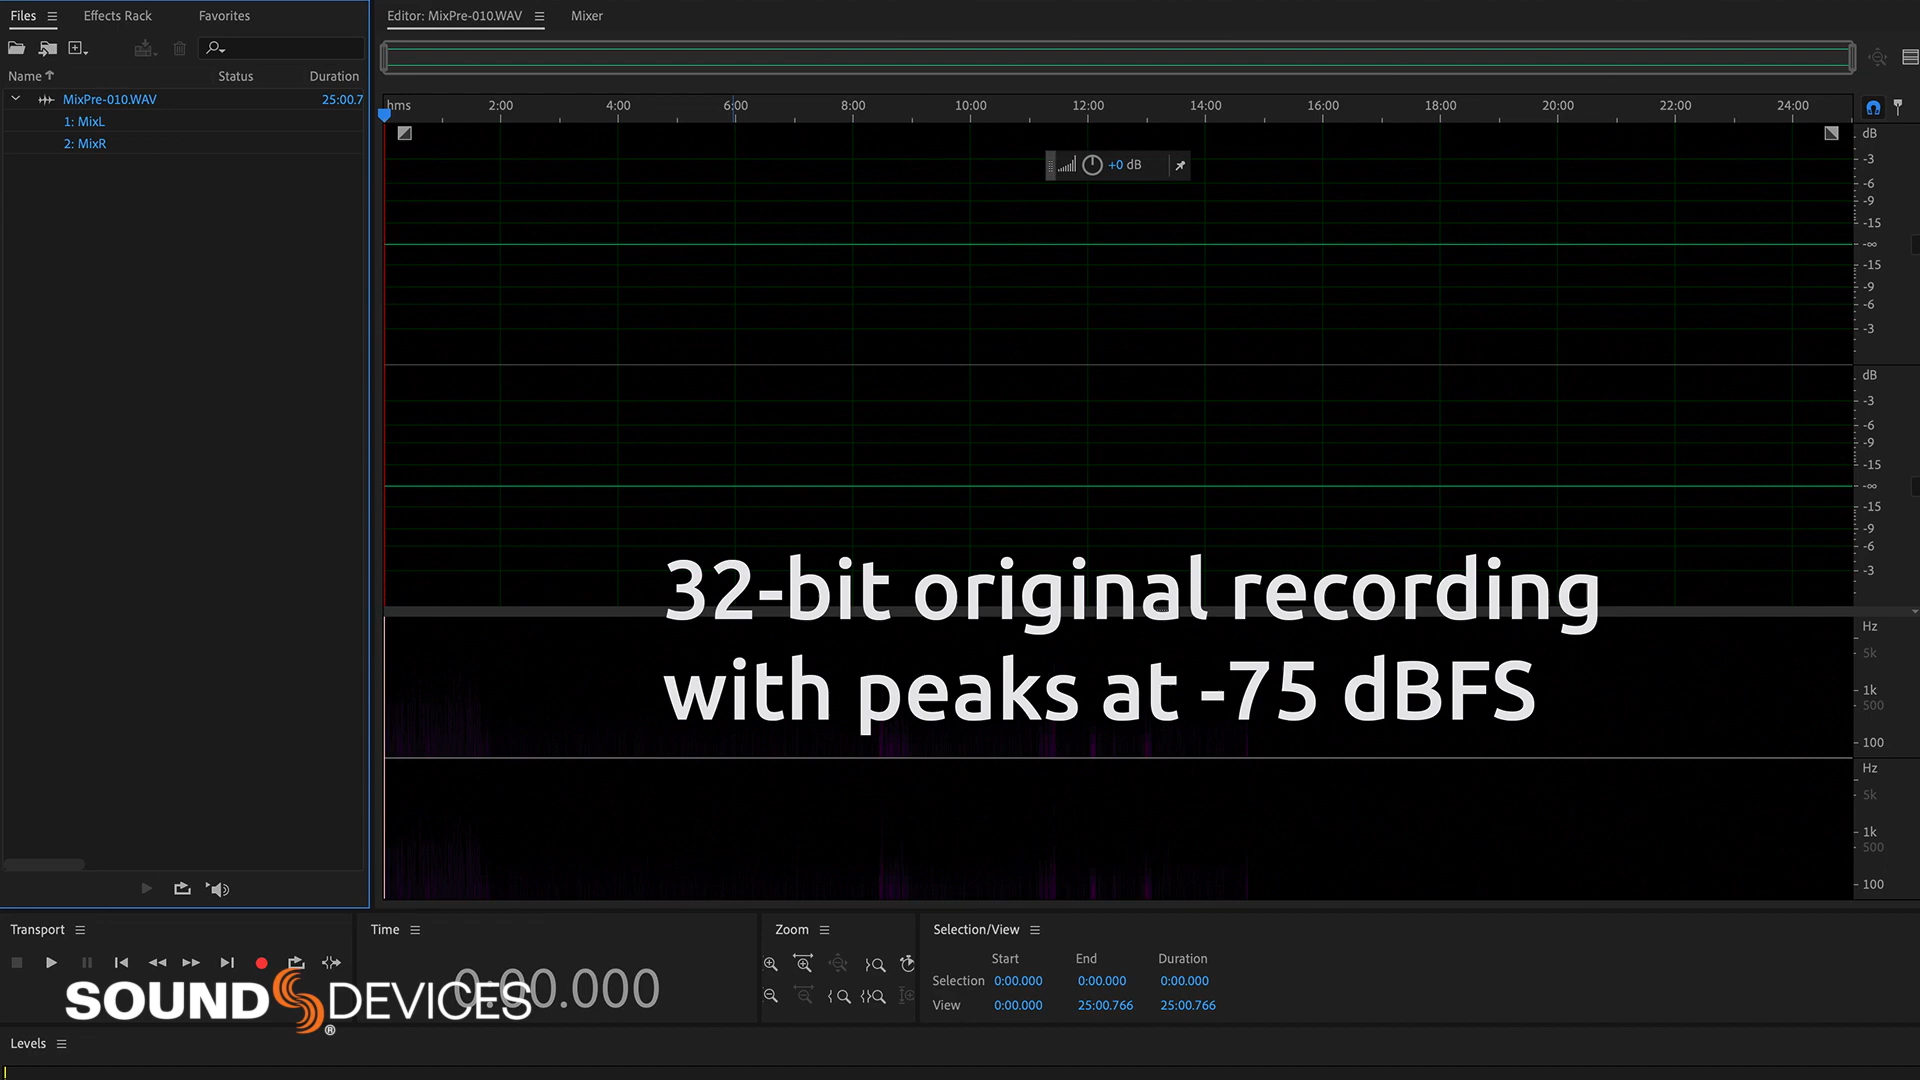 Files Effects Rack Favorites
Editor: MixPre-010.WAV Mixer
Name Status Duration
MixPre-010.WAV 25:00.7
1: MixL
2: MixR
hms 2:00 4:00 6:00 8:00 10:00 12:00 14:00 16:00 18:00 20:00 22:00 24:00
+0 dB
dB
-3
-6
-9
-15
-∞
-15
-9
-6
-3
dB
-3
-6
-9
-15
-∞
-15
-9
-6
-3
32-bit original recording
with peaks at -75 dBFS
Hz
5k
1k
500
100
Hz
5k
1k
500
100
Transport
Time
0:00.000
SOUND DEVICES®
Zoom
Selection/View
Start End Duration
Selection 0:00.000 0:00.000 0:00.000
View 0:00.000 25:00.766 25:00.766
Levels